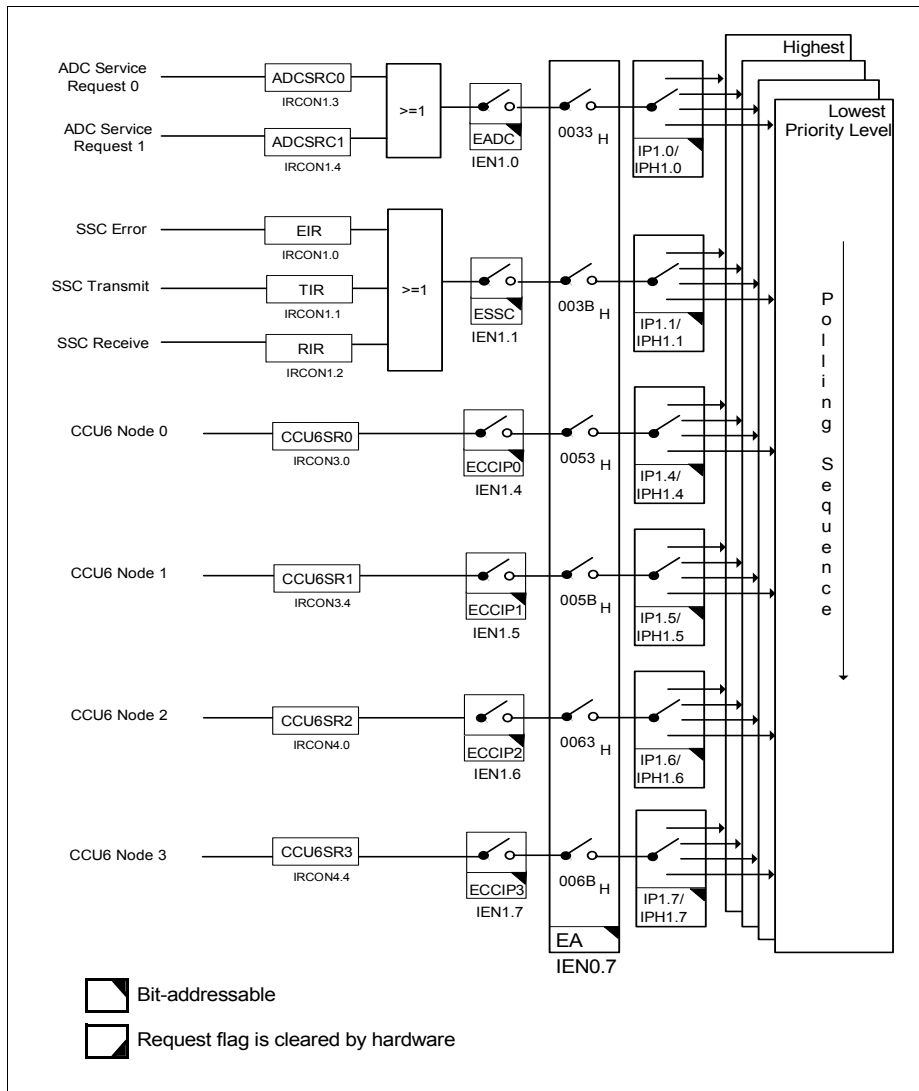 Highest
Lowest
Priority Level
Polling Sequence
ADC Service
Request 0
ADCSRC0
IRCON1.3
ADC Service
Request 1
ADCSRC1
IRCON1.4
>=1
EADC
IEN1.0
0033 H
IP1.0/
IPH1.0
SSC Error
EIR
IRCON1.0
SSC Transmit
TIR
IRCON1.1
SSC Receive
RIR
IRCON1.2
>=1
ESSC
IEN1.1
003B H
IP1.1/
IPH1.1
CCU6 Node 0
CCU6SR0
IRCON3.0
ECCIP0
IEN1.4
0053 H
IP1.4/
IPH1.4
CCU6 Node 1
CCU6SR1
IRCON3.4
ECCIP1
IEN1.5
005B H
IP1.5/
IPH1.5
CCU6 Node 2
CCU6SR2
IRCON4.0
ECCIP2
IEN1.6
0063 H
IP1.6/
IPH1.6
CCU6 Node 3
CCU6SR3
IRCON4.4
ECCIP3
IEN1.7
006B H
IP1.7/
IPH1.7
EA
IEN0.7
Bit-addressable
Request flag is cleared by hardware